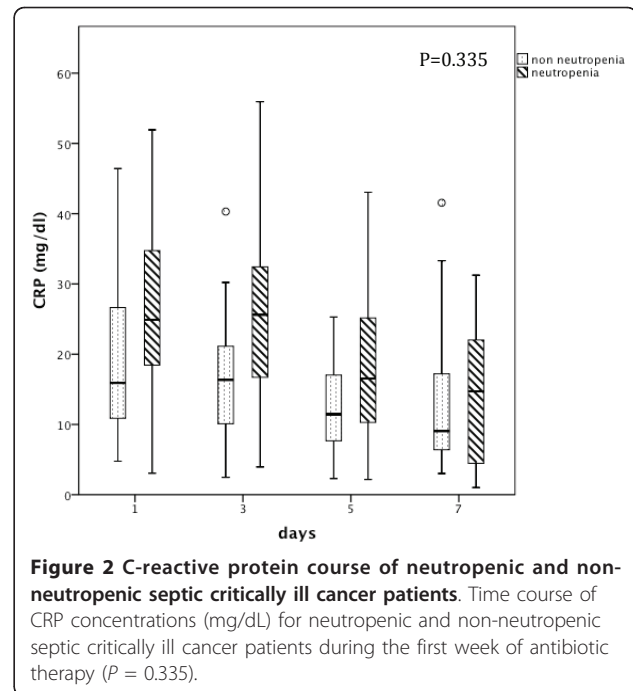 P=0.335
non neutropenia
neutropenia
60
50
40
30
20
10
0
CRP (mg/dl)
1 3 5 7
days
Figure 2 C-reactive protein course of neutropenic and non-
neutropenic septic critically ill cancer patients. Time course of
CRP concentrations (mg/dL) for neutropenic and non-neutropenic
septic critically ill cancer patients during the first week of antibiotic
therapy (P = 0.335).